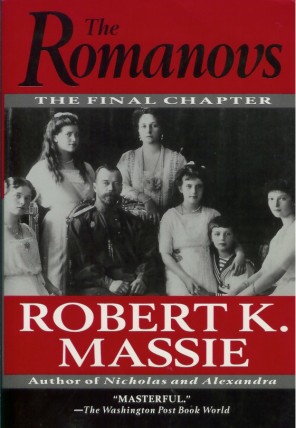 The
Romanovs
THE FINAL CHAPTER
ROBERT K.
MASSIE
Author of Nicholas and Alexandra
"MASTERFUL."
—The Washington Post Book World